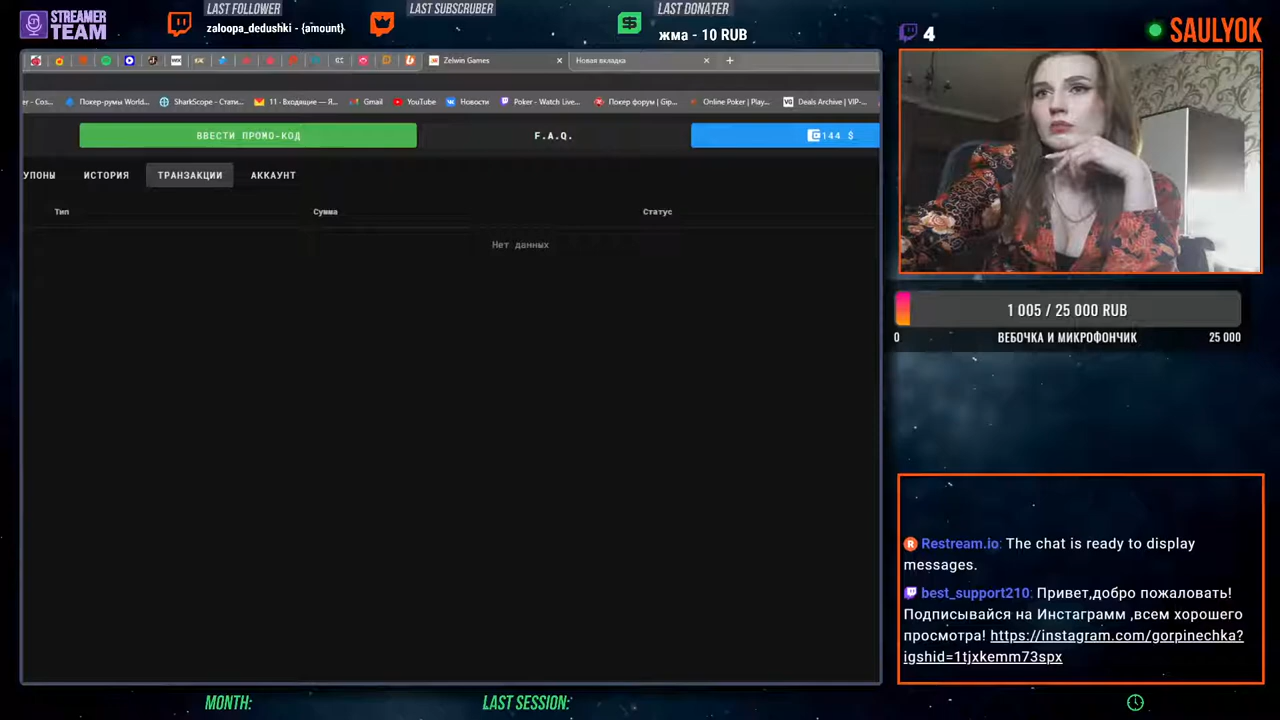 STREAMER
TEAM
LAST FOLLOWER
zaloopa_dedushki - {amount}
LAST SUBSCRUBER
LAST DONATER
жма - 10 RUB
4
SAULYOK
Zelwin Games
Новая вкладка
er - Cos...
Покер-румы World...
SharkScope - Стати...
11 - Входящие — Я...
Gmail
YouTube
Новости
Poker - Watch Live...
Покер форум | Gip...
Online Poker | Play...
Deals Archive | VIP-...
ВВЕСТИ ПРОМО-КОД
F.A.Q.
144 $
УПОНЫ
ИСТОРИЯ
ТРАНЗАКЦИИ
АККАУНТ
Тип
Сумма
Статус
Нет данных
1 005 / 25 000 RUB
0
ВЕБОЧКА И МИКРОФОНЧИК
25 000
Restream.io: The chat is ready to display
messages.
best_support210: Привет,добро пожаловать!
Подписывайся на Инстаграмм ,всем хорошего
просмотра! https://instagram.com/gorpinechka?
igshid=1tjxkemm73spx
MONTH:
LAST SESSION: